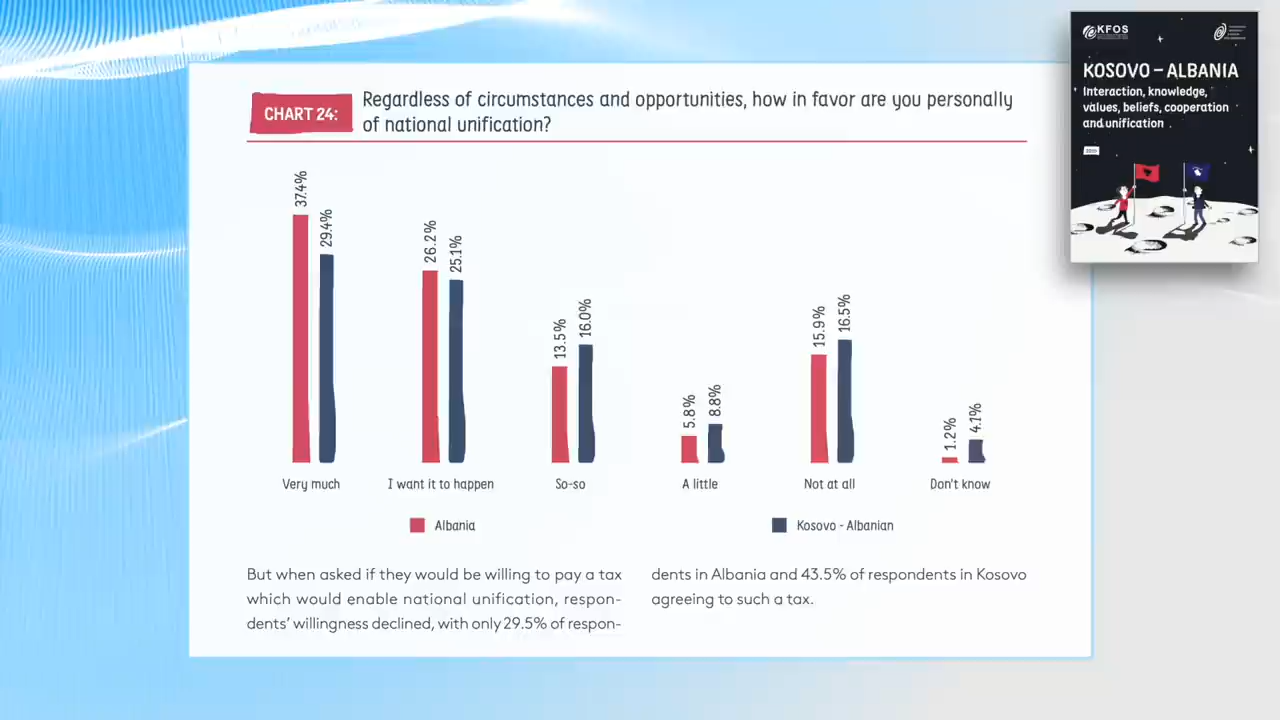 KFOS
KOSOVO – ALBANIA
Interaction, knowledge,
values, beliefs, cooperation
and unification
CHART 24:
Regardless of circumstances and opportunities, how in favor are you personally
of national unification?
37.4%
29.4%
26.2%
25.1%
13.5%
16.0%
5.8%
8.8%
15.9%
16.5%
1.2%
4.1%
Very much
I want it to happen
So-so
A little
Not at all
Don't know
Albania
Kosovo - Albanian
But when asked if they would be willing to pay a tax
which would enable national unification, respon-
dents' willingness declined, with only 29.5% of respon-
dents in Albania and 43.5% of respondents in Kosovo
agreeing to such a tax.